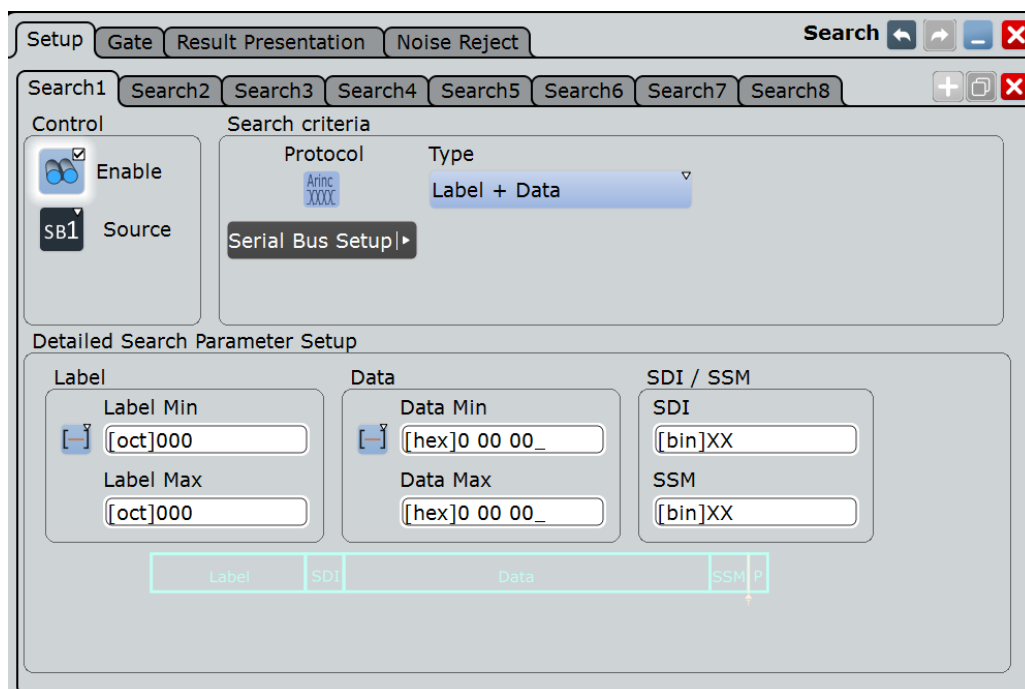 Setup Gate Result Presentation Noise Reject Search
Search1 Search2 Search3 Search4 Search5 Search6 Search7 Search8
Control Search criteria
Protocol Type
Enable Arinc Label + Data
SB1 Source Serial Bus Setup
Detailed Search Parameter Setup
Label Data SDI / SSM
Label Min Data Min SDI
[oct]000 [hex]0 00 00_ [bin]XX
Label Max Data Max SSM
[oct]000 [hex]0 00 00_ [bin]XX
Label SDI Data SSM P